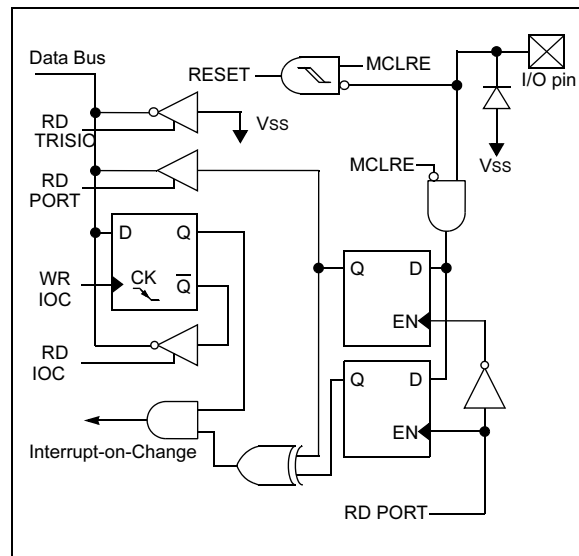 Data Bus
MCLRE
RESET
I/O pin
RD
TRISIO
VSS
VSS
RD
PORT
MCLRE
D Q
CK
Q
WR
IOC
Q D
EN
RD
IOC
Q D
EN
Interrupt-on-Change
RD PORT